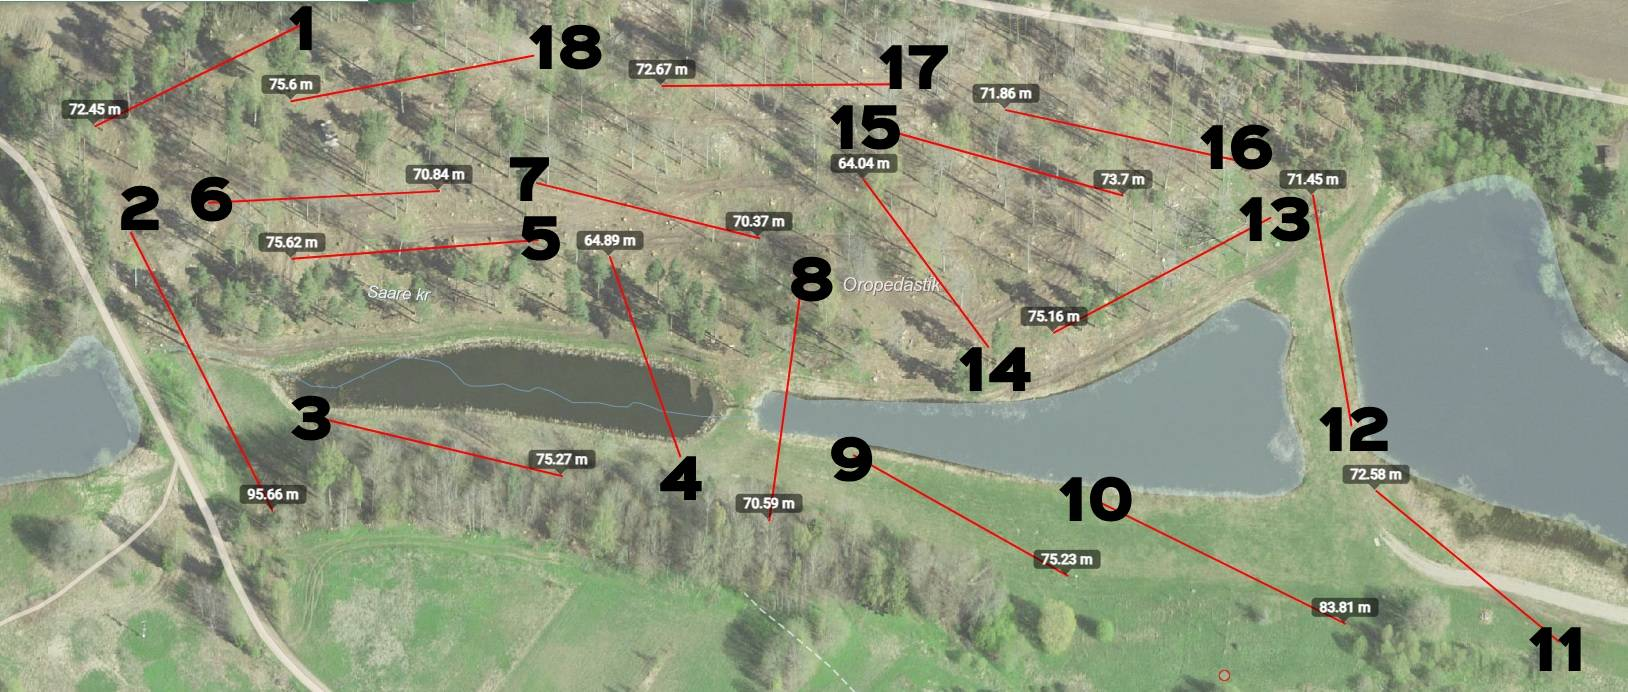 1
18
17
72.67 m
75.6 m
71.86 m
72.45 m
15
16
64.04 m
7
70.84 m
73.7 m
71.45 m
6
2
13
70.37 m
5
75.62 m
64.89 m
8
Oropedastik
Saare kr
75.16 m
14
3
12
9
75.27 m
4
72.58 m
95.66 m
10
70.59 m
75.23 m
83.81 m
11